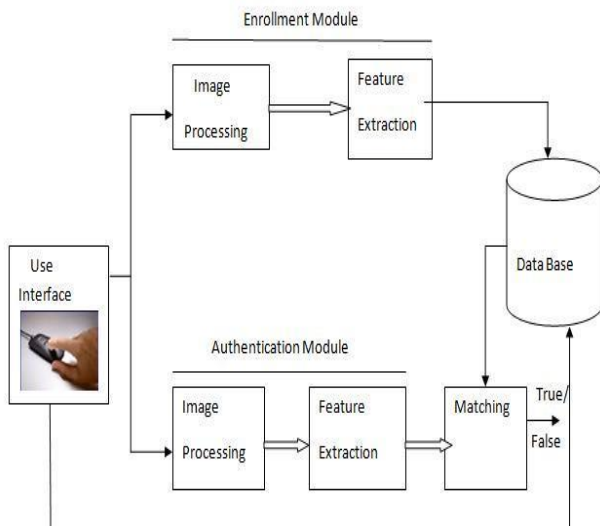 Enrollment Module
Image
Processing
Feature
Extraction
Data Base
Use
Interface
Authentication Module
Image
Processing
Feature
Extraction
Matching
True/
False